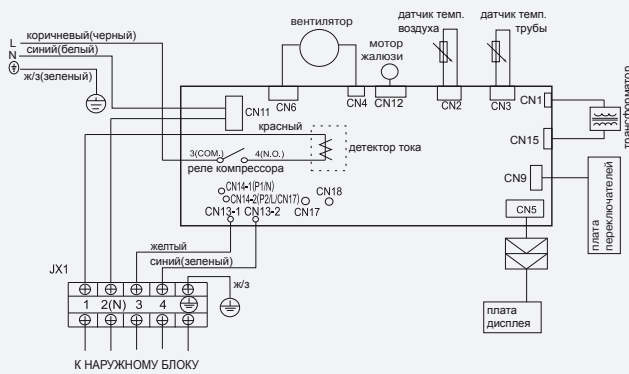 вентилятор
датчик темп.
воздуха
датчик темп.
трубы
мотор
жалюзи
L
коричневый(черный)
N
синий(белый)
ж/з(зеленый)
CN6
CN4
CN12
CN2
CN3
CN1
CN11
трансформатор
красный
CN15
детектор тока
3(COM.)
4(N.O.)
реле компрессора
CN9
CN14-1(P1/N)
CN14-2(P2/L/CN17)
CN18
CN17
CN13-1
CN13-2
CN5
плата
переключателей
желтый
синий(зеленый)
JX1
ж/з
1
2(N)
3
4
плата
дисплея
К НАРУЖНОМУ БЛОКУ